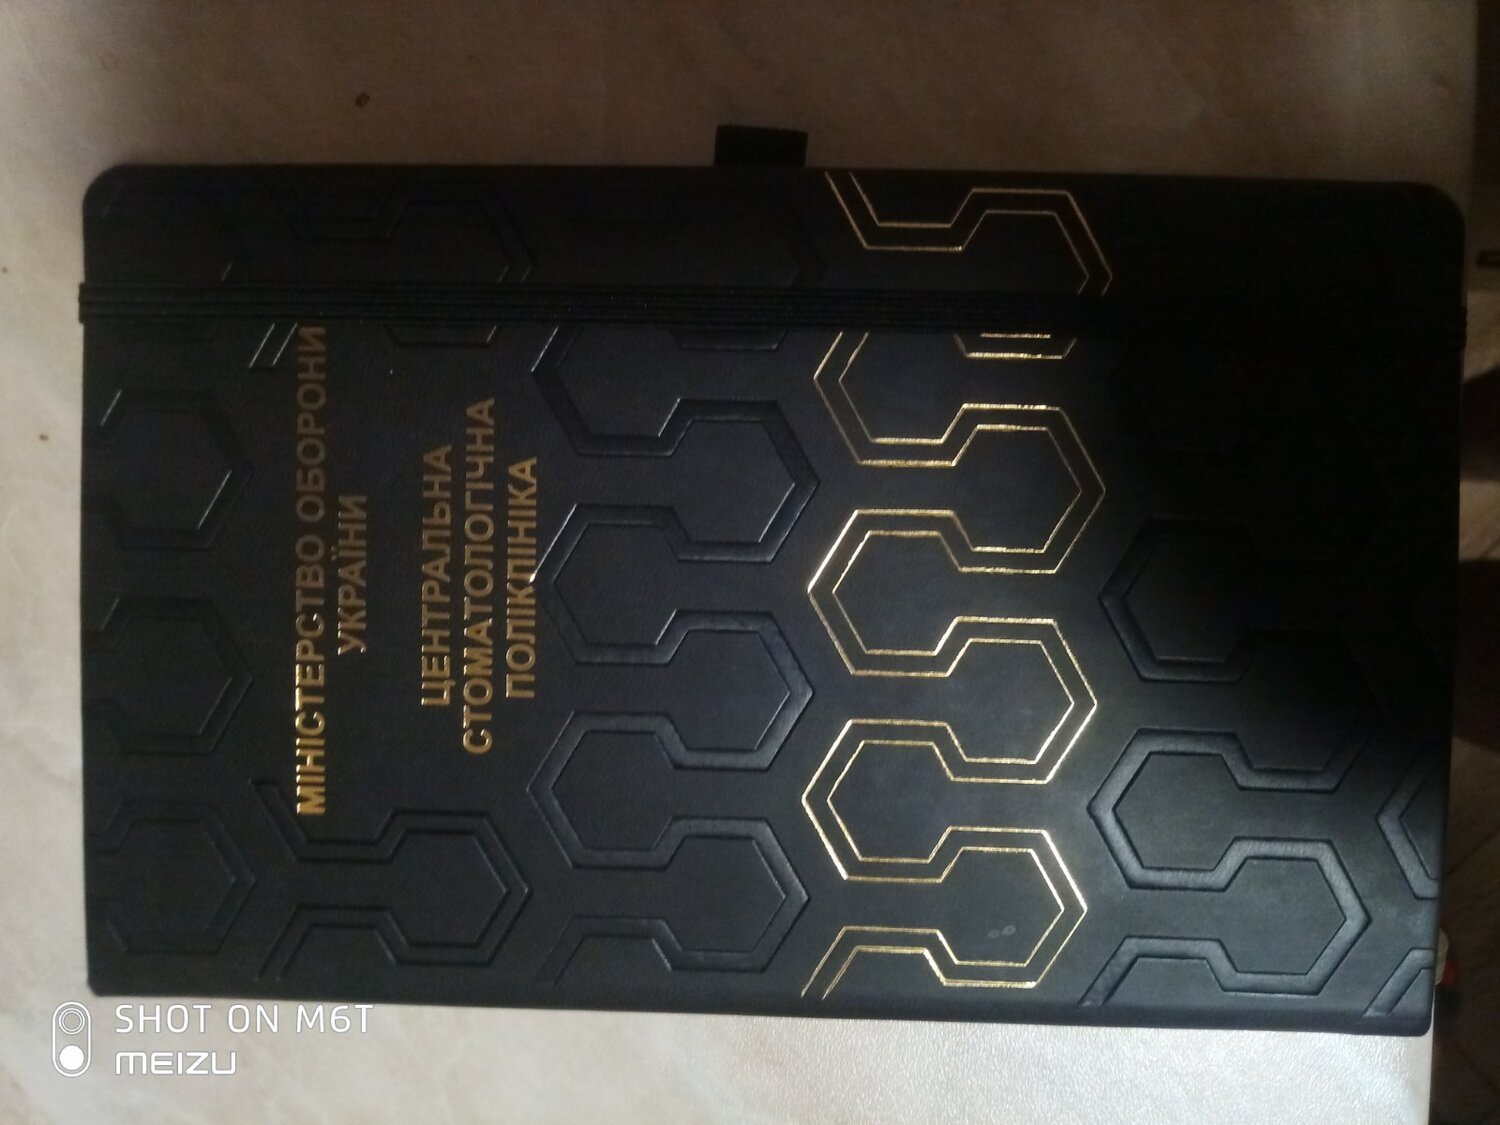 МІНІСТЕРСТВО ОБОРОНИ
УКРАЇНИ
ЦЕНТРАЛЬНА
СТОМАТОЛОГІЧНА
ПОЛІКЛІНІКА
SHOT ON M6T
MEIZU